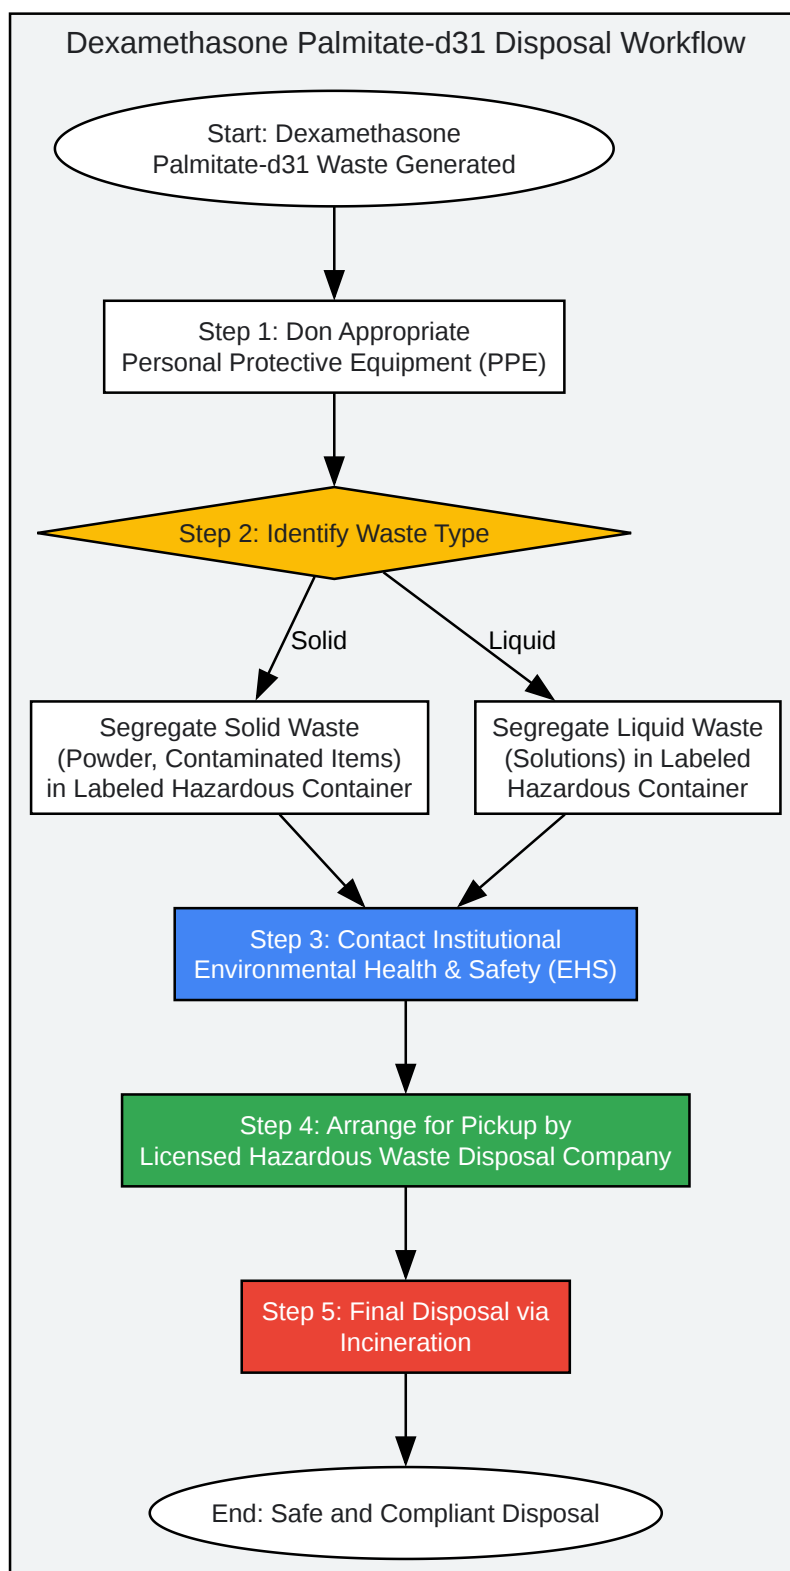 Dexamethasone Palmitate-d31 Disposal Workflow
Start: Dexamethasone
Palmitate-d31 Waste Generated
Step 1: Don Appropriate
Personal Protective Equipment (PPE)
Step 2: Identify Waste Type
Solid
Liquid
Segregate Solid Waste
(Powder, Contaminated Items)
in Labeled Hazardous Container
Segregate Liquid Waste
(Solutions) in Labeled
Hazardous Container
Step 3: Contact Institutional
Environmental Health & Safety (EHS)
Step 4: Arrange for Pickup by
Licensed Hazardous Waste Disposal Company
Step 5: Final Disposal via
Incineration
End: Safe and Compliant Disposal